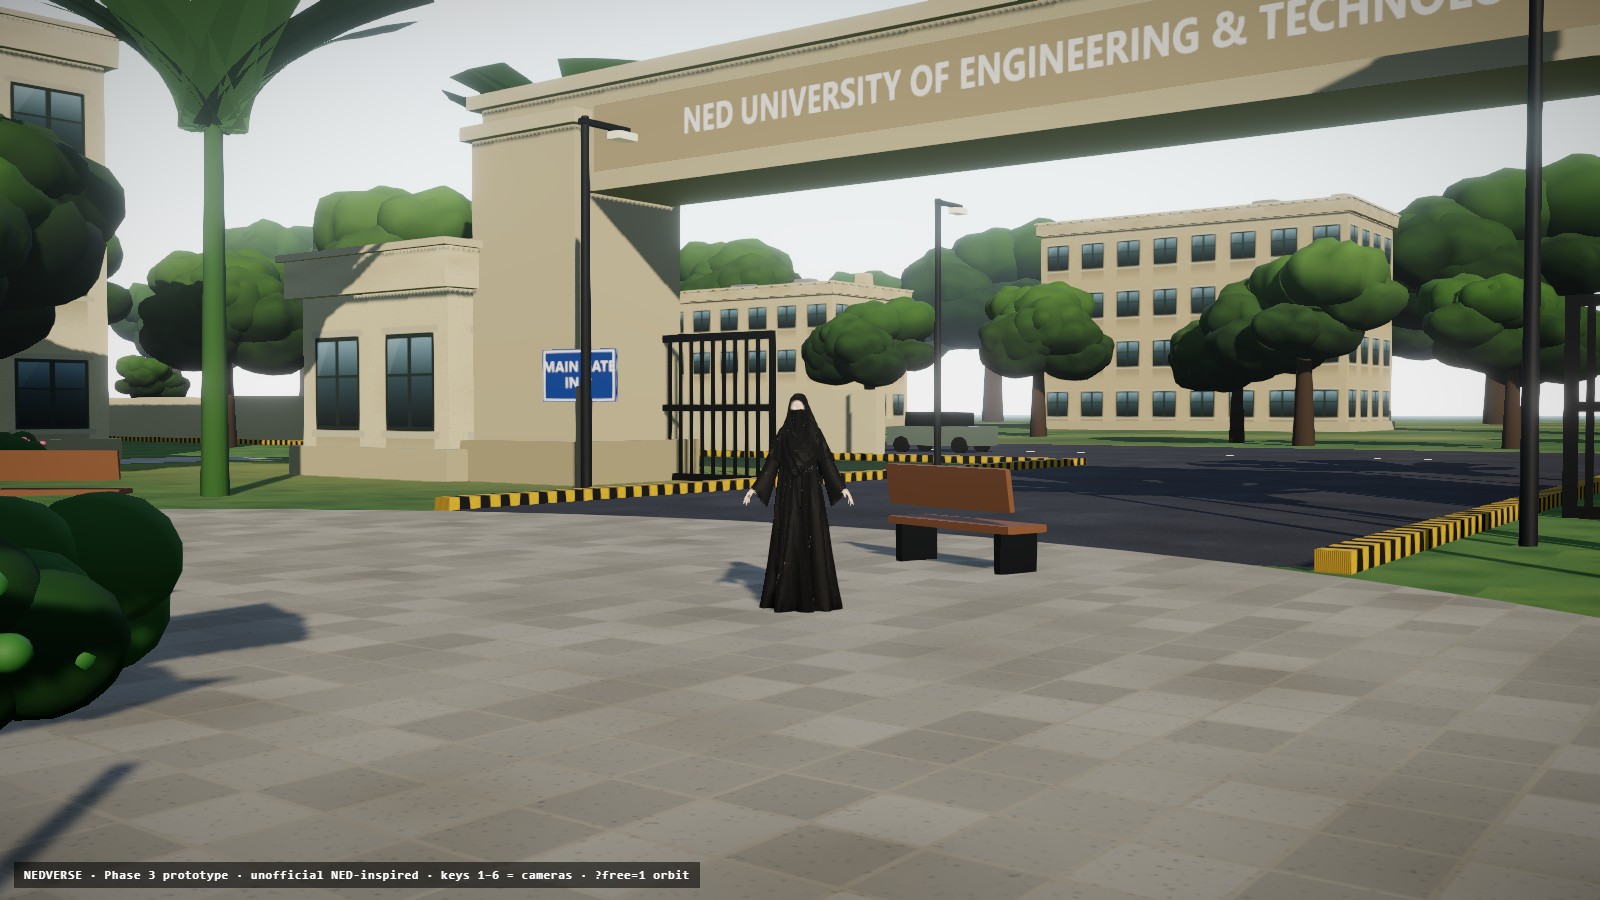 NED UNIVERSITY OF ENGINEERING & TECHNOLO
MAIN GATE
IN
NEDVERSE · Phase 3 prototype · unofficial NED-inspired · keys 1-6 = cameras · ?free=1 orbit